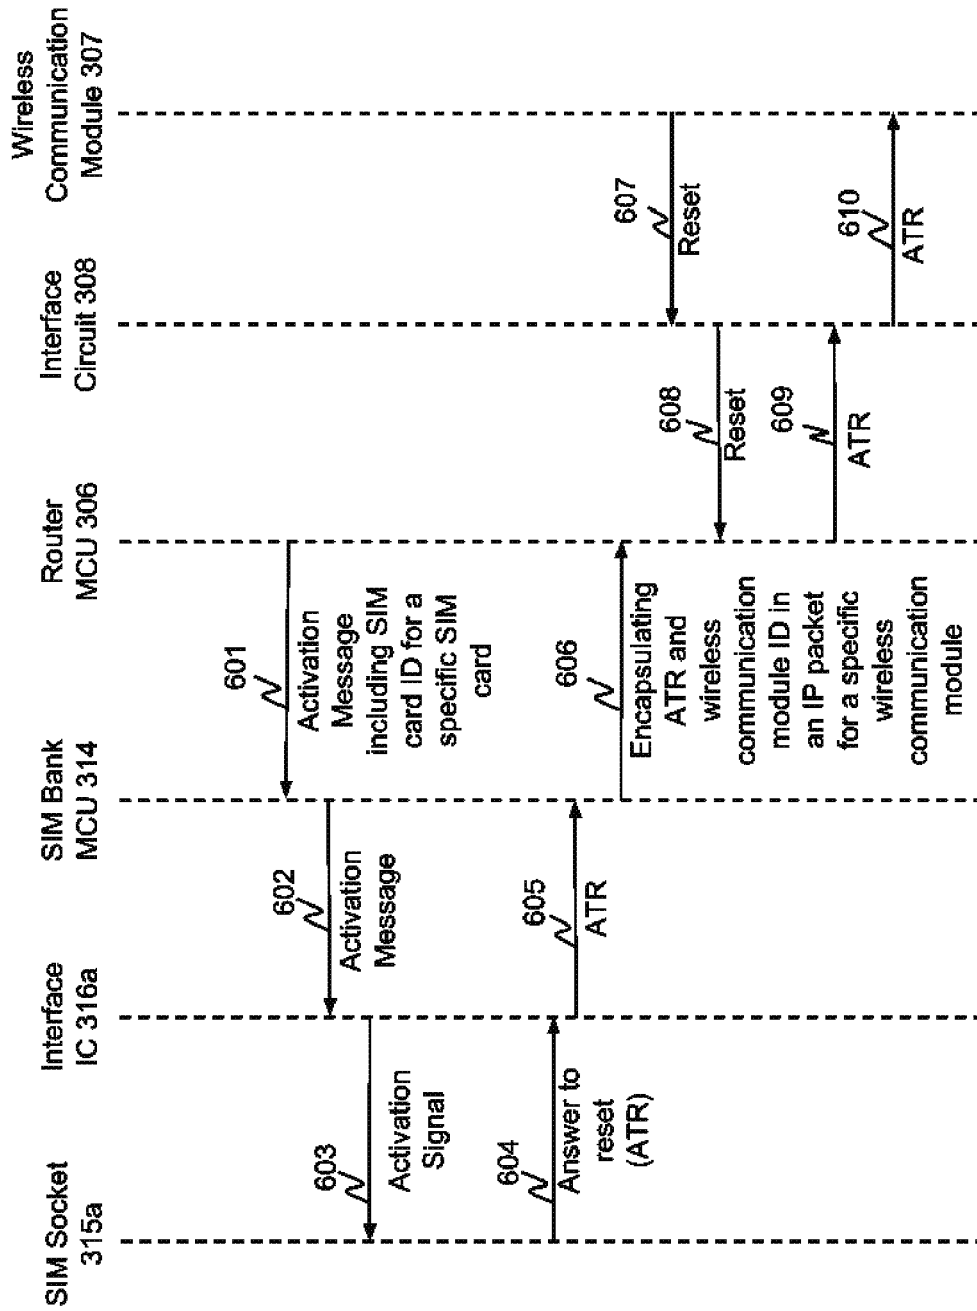 SIM Socket
315a
Interface
IC 316a
SIM Bank
MCU 314
Router
MCU 306
Interface
Circuit 308
Wireless
Communication
Module 307
601
Activation
Message
including SIM
card ID for a
specific SIM
card
602
Activation
Message
603
Activation
Signal
604
Answer to
reset
(ATR)
605
ATR
606
Encapsulating
ATR and
wireless
communication
module ID in
an IP packet
for a specific
wireless
communication
module
607
Reset
608
Reset
609
ATR
610
ATR